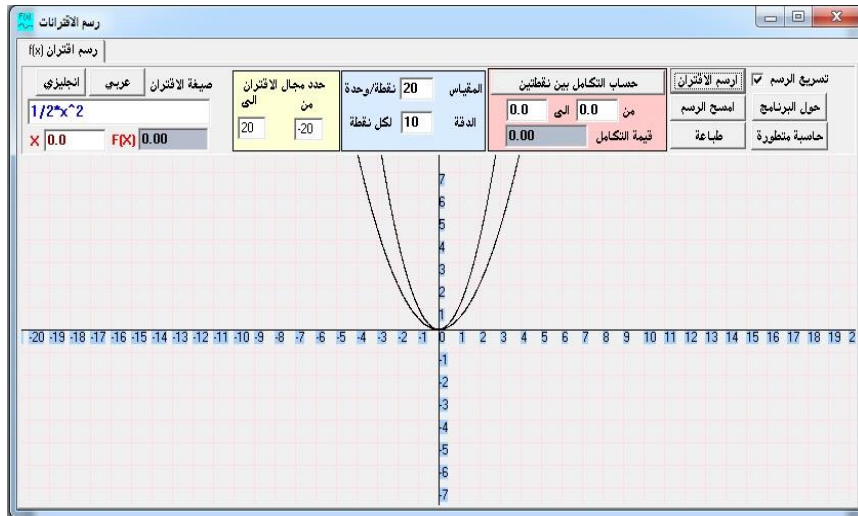 رسم الاقترانات
رسم اقتران f(x)
تسريع الرسم
ارسم الاقتران
حساب التكامل بين نقطتين
المقياس 20 نقطة/وحدة
حدد مجال الاقتران
صيغة الاقتران عربي انجليزي
حول البرنامج
امسح الرسم
من 0.0 الى 0.0
الدقة 10 لكل نقطة
من الى
-20 20
1/2*x^2
حاسبة متطورة
طباعة
قيمة التكامل 0.00
X 0.0 F(X) 0.00
7
6
5
4
3
2
1
-20 -19 -18 -17 -16 -15 -14 -13 -12 -11 -10 -9 -8 -7 -6 -5 -4 -3 -2 -1 0 1 2 3 4 5 6 7 8 9 10 11 12 13 14 15 16 17 18 19 2
-1
-2
-3
-4
-5
-6
-7